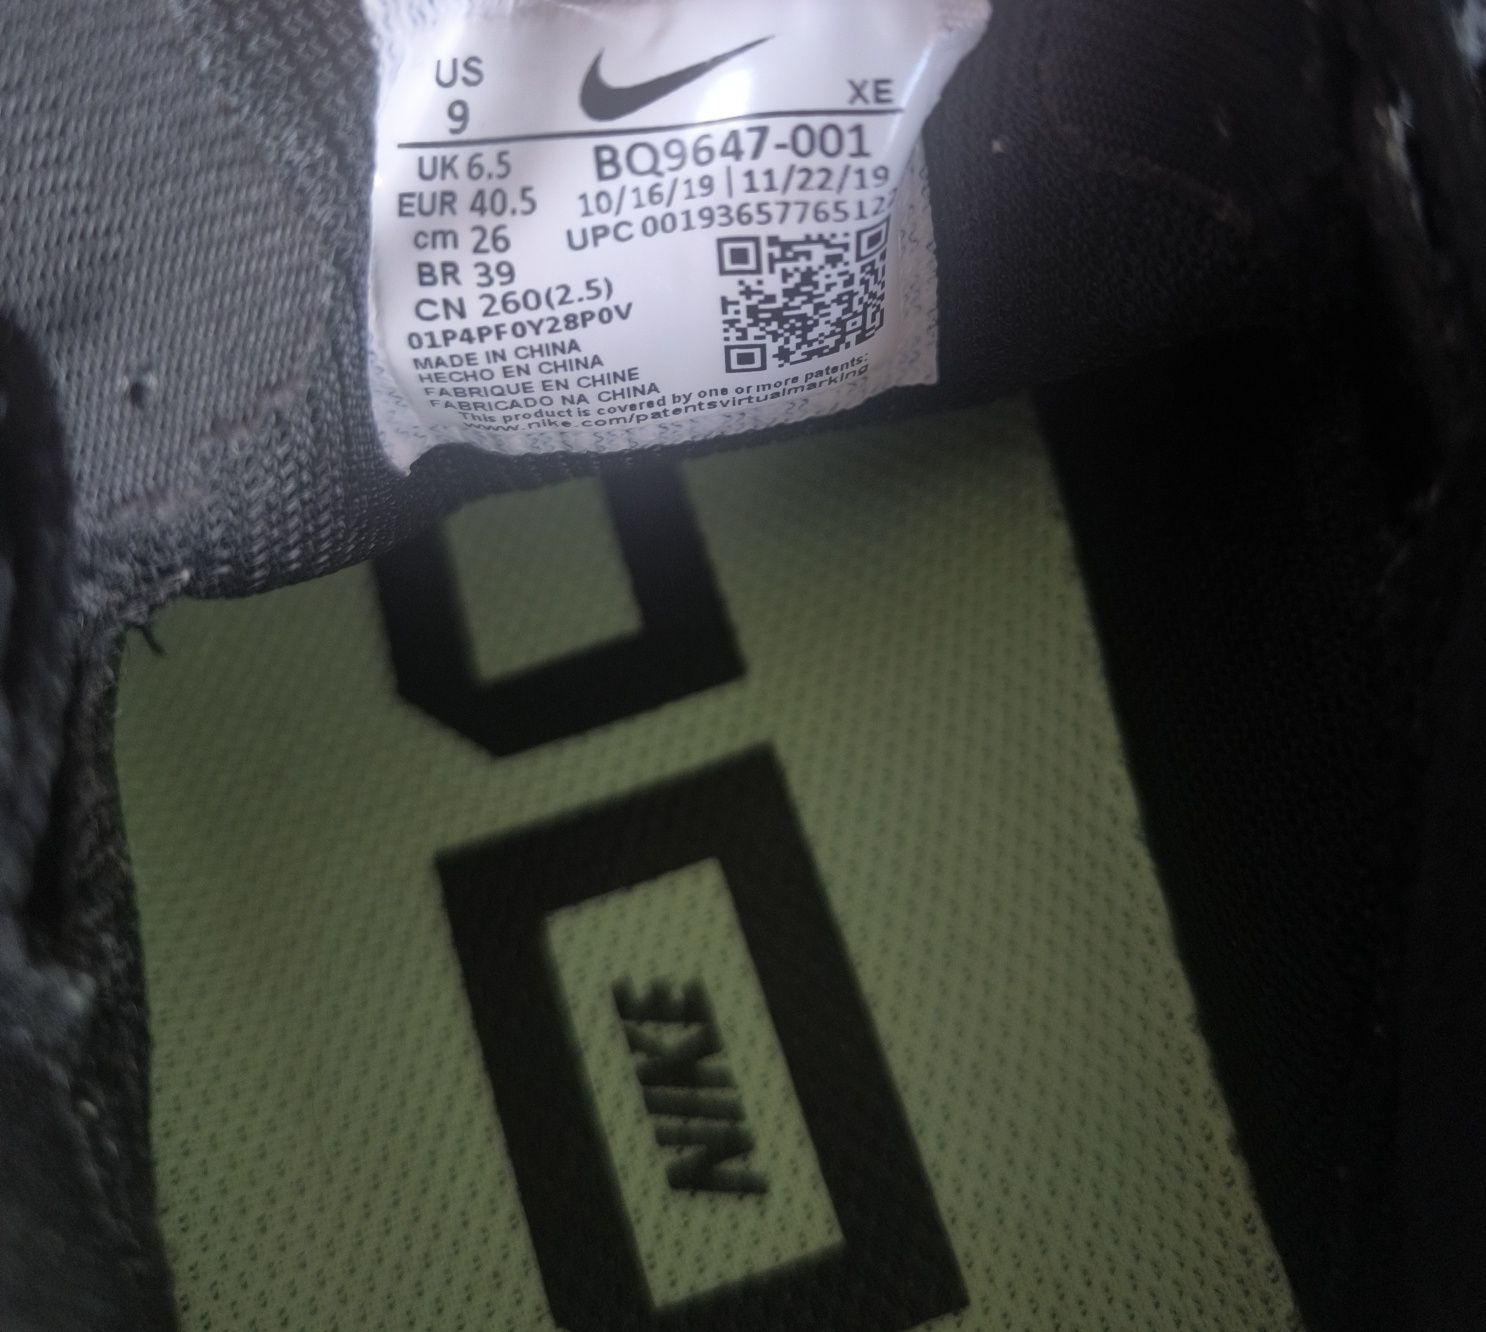 US
9
XE
UK 6.5
BQ9647-001
EUR 40.5
10/16/19 | 11/22/19
cm 26
UPC 00193657765122
BR 39
CN 260(2.5)
01P4PF0Y28P0V
MADE IN CHINA
HECHO EN CHINA
FABRIQUE EN CHINE
FABRICADO NA CHINA
This product is covered by one or more patents:
www.nike.com/patentsvirtualmarking
NIKE